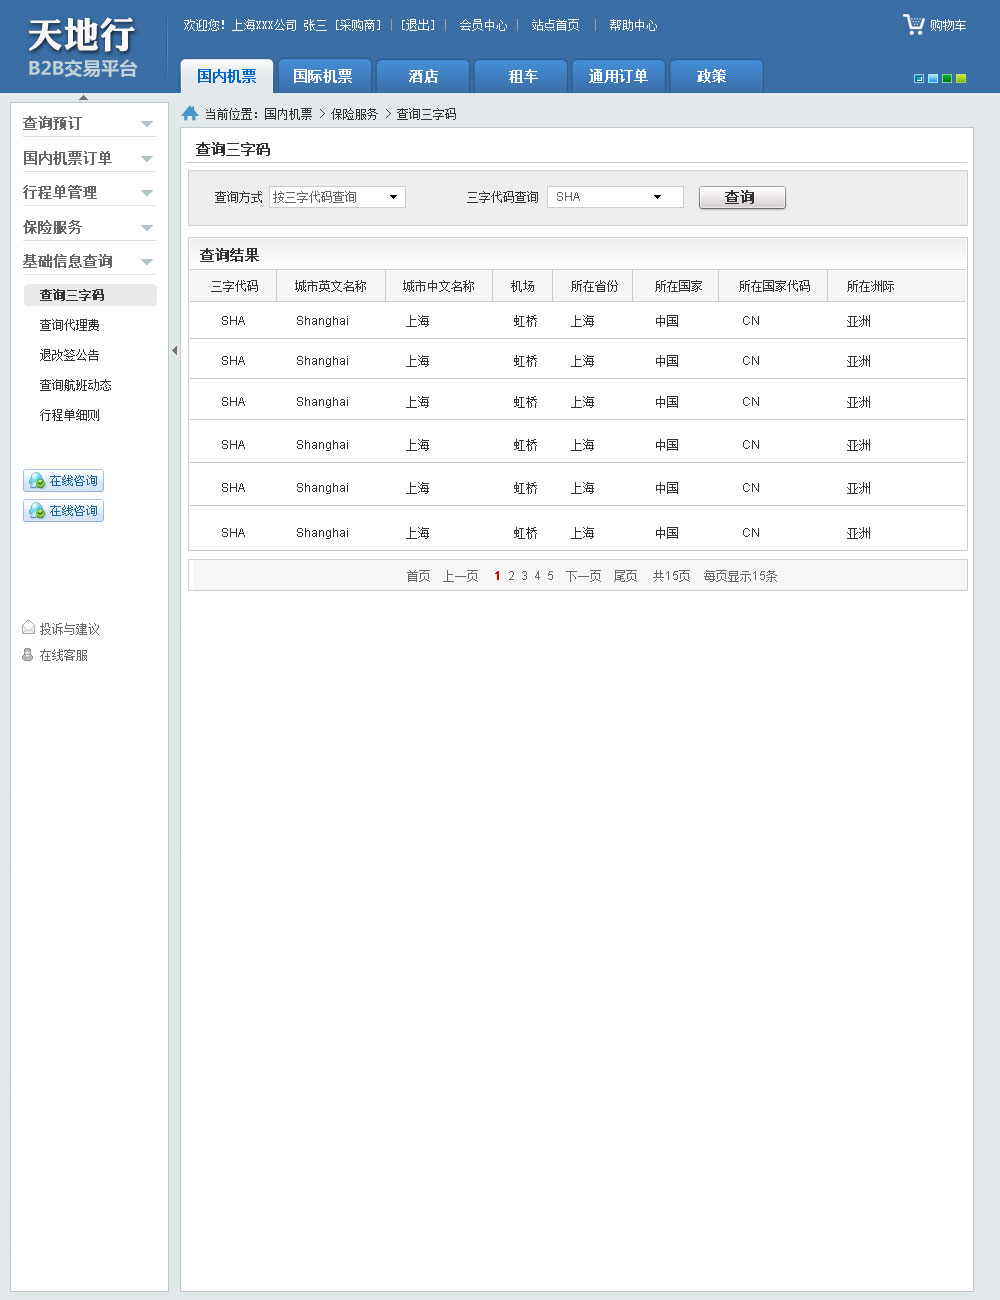 天地行
B2B交易平台
欢迎您！上海XXX公司 张三 [采购商] | [退出] | 会员中心 | 站点首页 | 帮助中心
购物车
国内机票 国际机票 酒店 租车 通用订单 政策
当前位置：国内机票 > 保险服务 > 查询三字码
查询预订
国内机票订单
行程单管理
保险服务
基础信息查询
查询三字码
查询代理费
退改签公告
查询航班动态
行程单细则
在线咨询
在线咨询
投诉与建议
在线客服
查询三字码
查询方式 按三字代码查询 三字代码查询 SHA 查询
查询结果
三字代码 城市英文名称 城市中文名称 机场 所在省份 所在国家 所在国家代码 所在洲际
SHA Shanghai 上海 虹桥 上海 中国 CN 亚洲
SHA Shanghai 上海 虹桥 上海 中国 CN 亚洲
SHA Shanghai 上海 虹桥 上海 中国 CN 亚洲
SHA Shanghai 上海 虹桥 上海 中国 CN 亚洲
SHA Shanghai 上海 虹桥 上海 中国 CN 亚洲
SHA Shanghai 上海 虹桥 上海 中国 CN 亚洲
首页 上一页 1 2 3 4 5 下一页 尾页 共15页 每页显示15条